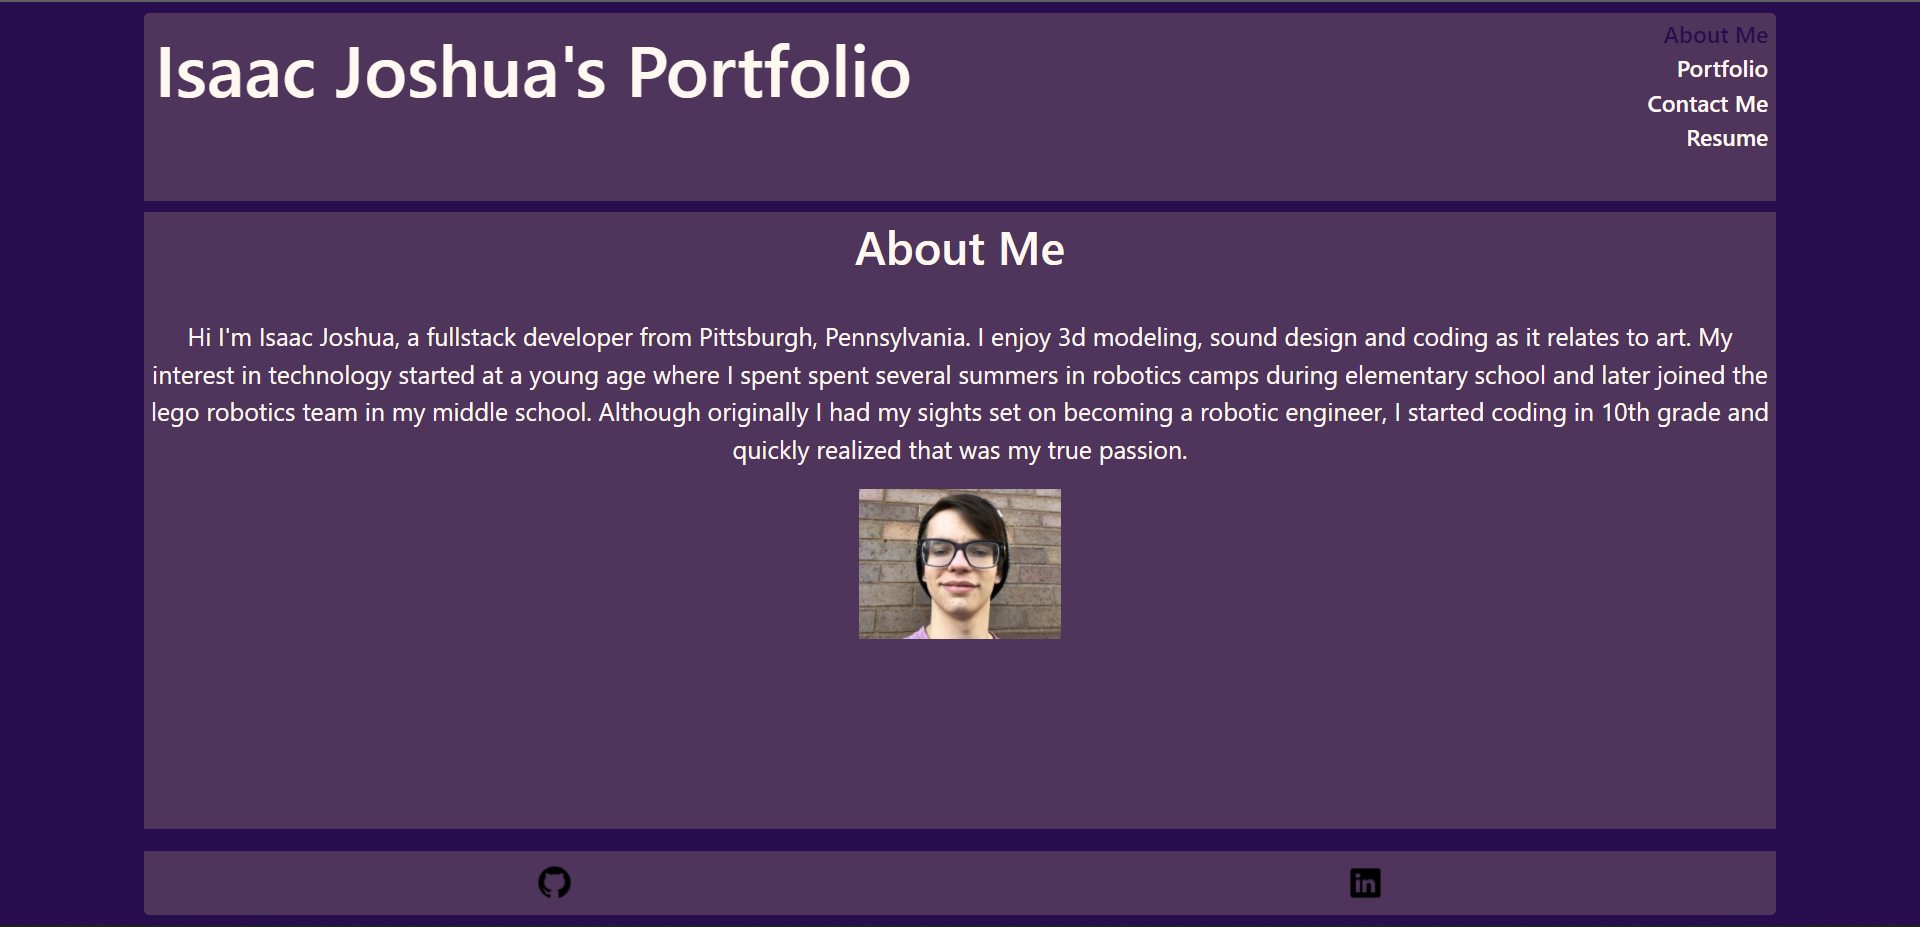 Isaac Joshua's Portfolio
About Me
Portfolio
Contact Me
Resume
About Me
Hi I'm Isaac Joshua, a fullstack developer from Pittsburgh, Pennsylvania. I enjoy 3d modeling, sound design and coding as it relates to art. My
interest in technology started at a young age where I spent spent several summers in robotics camps during elementary school and later joined the
lego robotics team in my middle school. Although originally I had my sights set on becoming a robotic engineer, I started coding in 10th grade and
quickly realized that was my true passion.
in